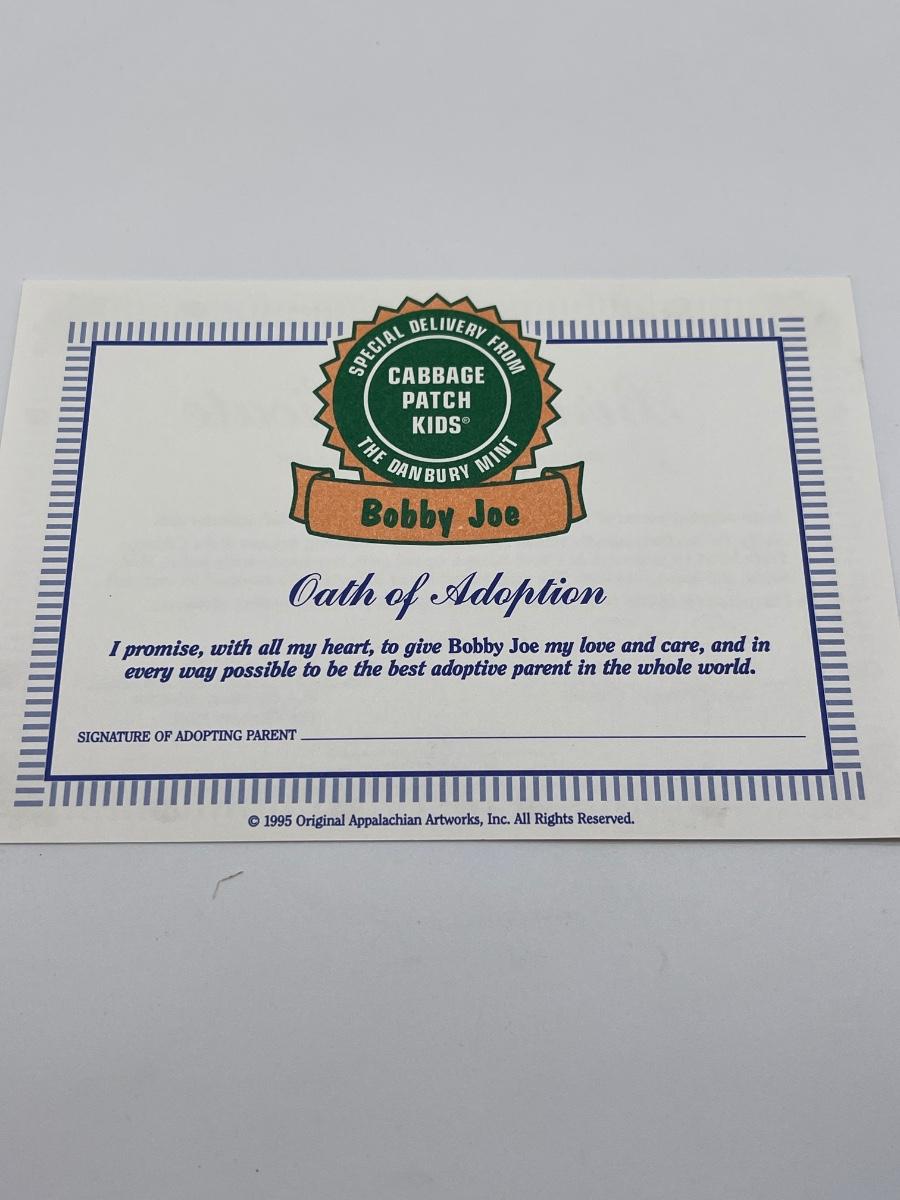 SPECIAL DELIVERY FROM
CABBAGE
PATCH
KIDS®
THE DANBURY MINT
Bobby Joe
Oath of Adoption
I promise, with all my heart, to give Bobby Joe my love and care, and in
every way possible to be the best adoptive parent in the whole world.
SIGNATURE OF ADOPTING PARENT
© 1995 Original Appalachian Artworks, Inc. All Rights Reserved.